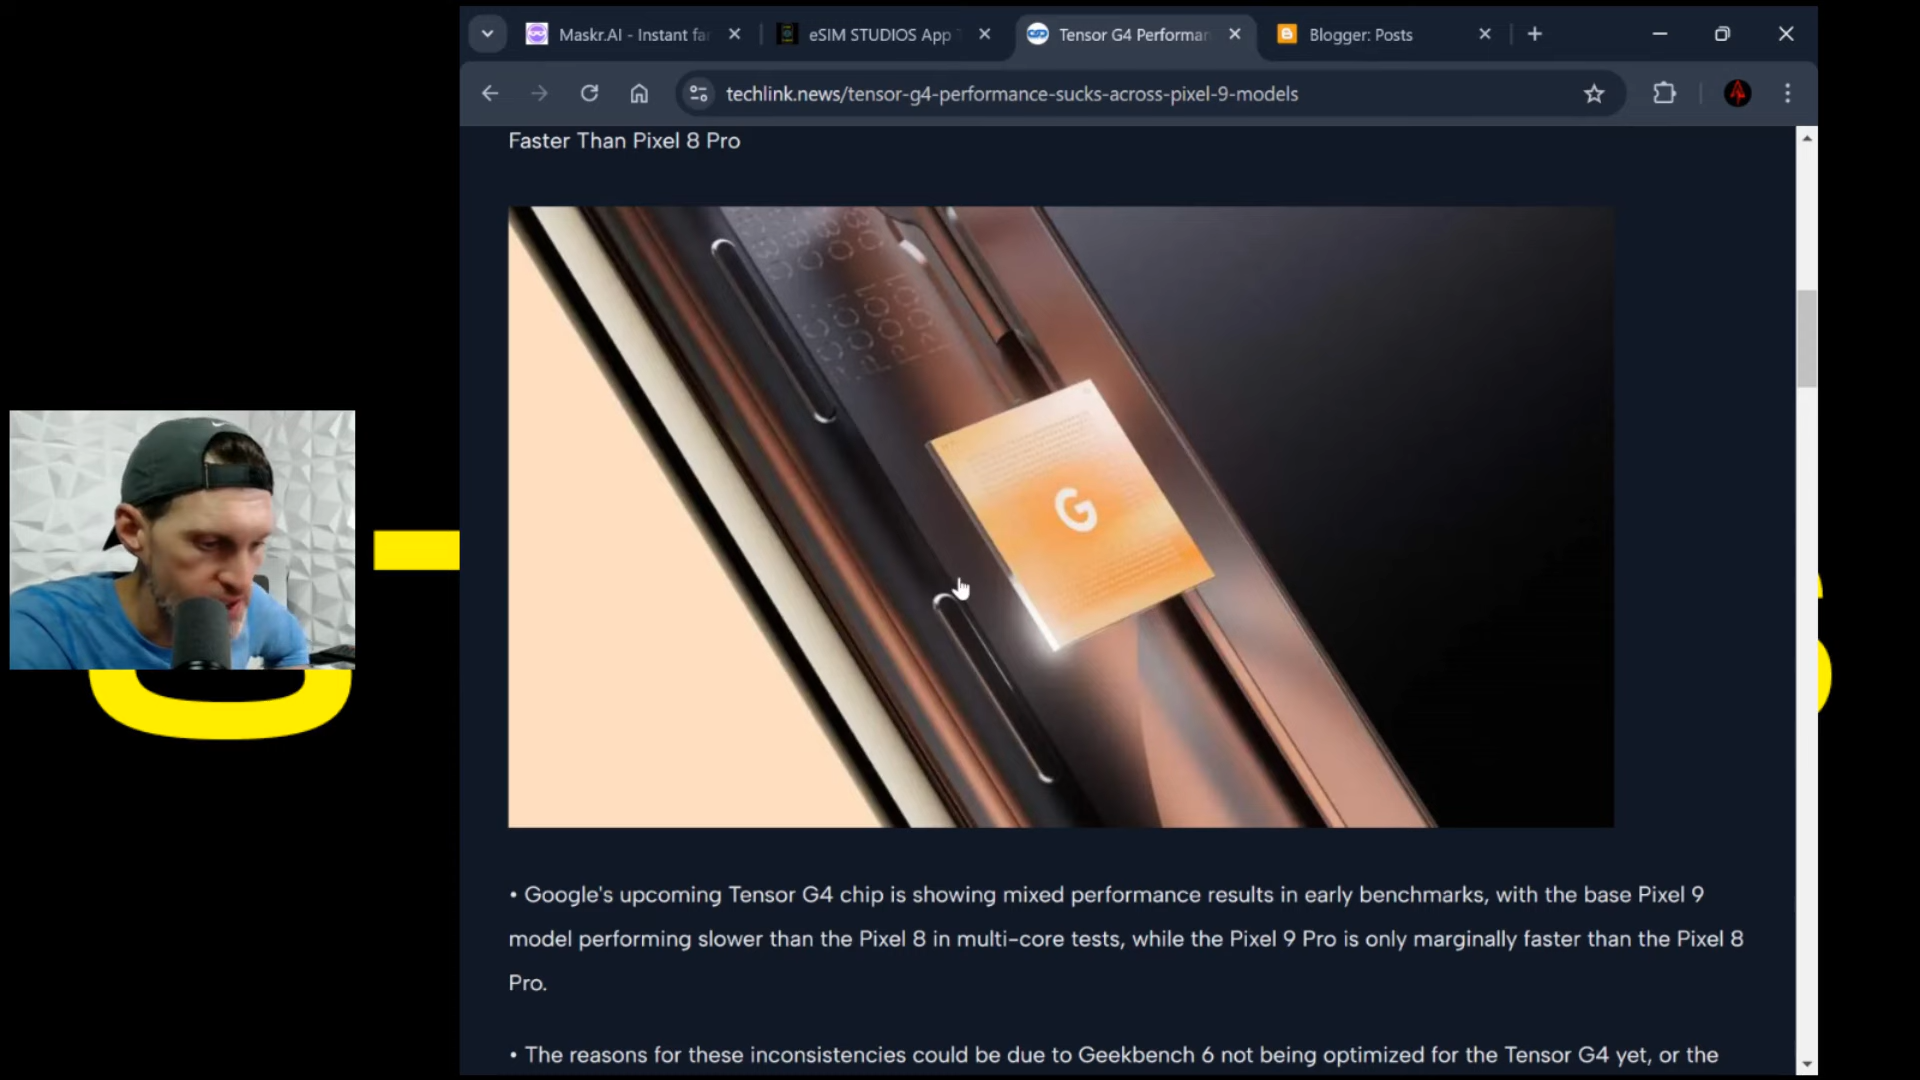 Maskr.AI - Instant fa
eSIM STUDIOS App
Tensor G4 Performan
Blogger: Posts
techlink.news/tensor-g4-performance-sucks-across-pixel-9-models
Faster Than Pixel 8 Pro
G
• Google's upcoming Tensor G4 chip is showing mixed performance results in early benchmarks, with the base Pixel 9
model performing slower than the Pixel 8 in multi-core tests, while the Pixel 9 Pro is only marginally faster than the Pixel 8
Pro.
• The reasons for these inconsistencies could be due to Geekbench 6 not being optimized for the Tensor G4 yet, or the